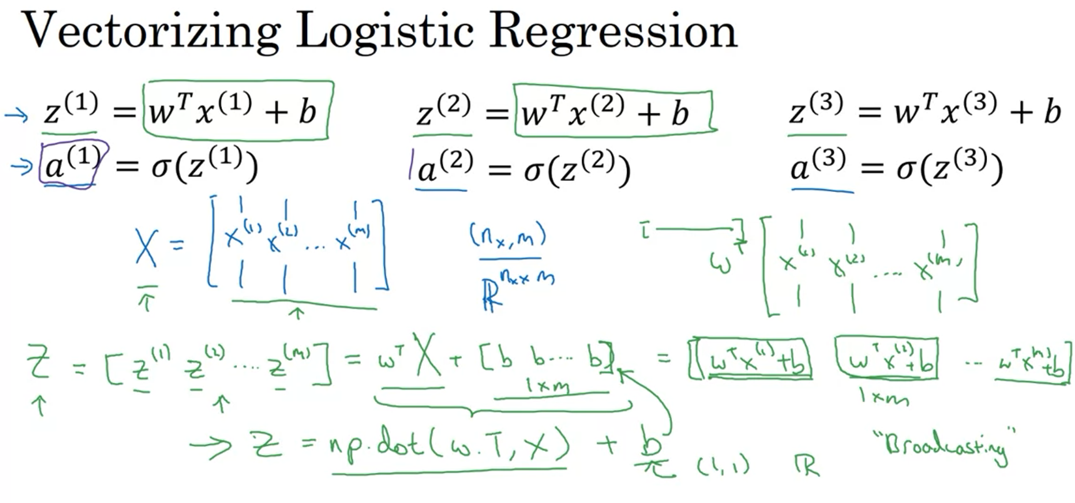 Vectorizing Logistic Regression
→ z^(1) = w^T x^(1) + b    z^(2) = w^T x^(2) + b    z^(3) = w^T x^(3) + b
→ a^(1) = σ(z^(1))    a^(2) = σ(z^(2))    a^(3) = σ(z^(3))
X = [x^(1) x^(2) ... x^(m)]    (n_x, m)    w^T [x^(1) x^(2) .... x^(m)]
ℝ^(n_x × m)
Z = [z^(1) z^(2) ... z^(m)] = w^T X + [b b ... b] = [w^T x^(1) + b    w^T x^(2) + b ... w^T x^(m) + b]
1×m    1×m
→ Z = np.dot(w.T, X) + b    (1,1)    ℝ    "Broadcasting"